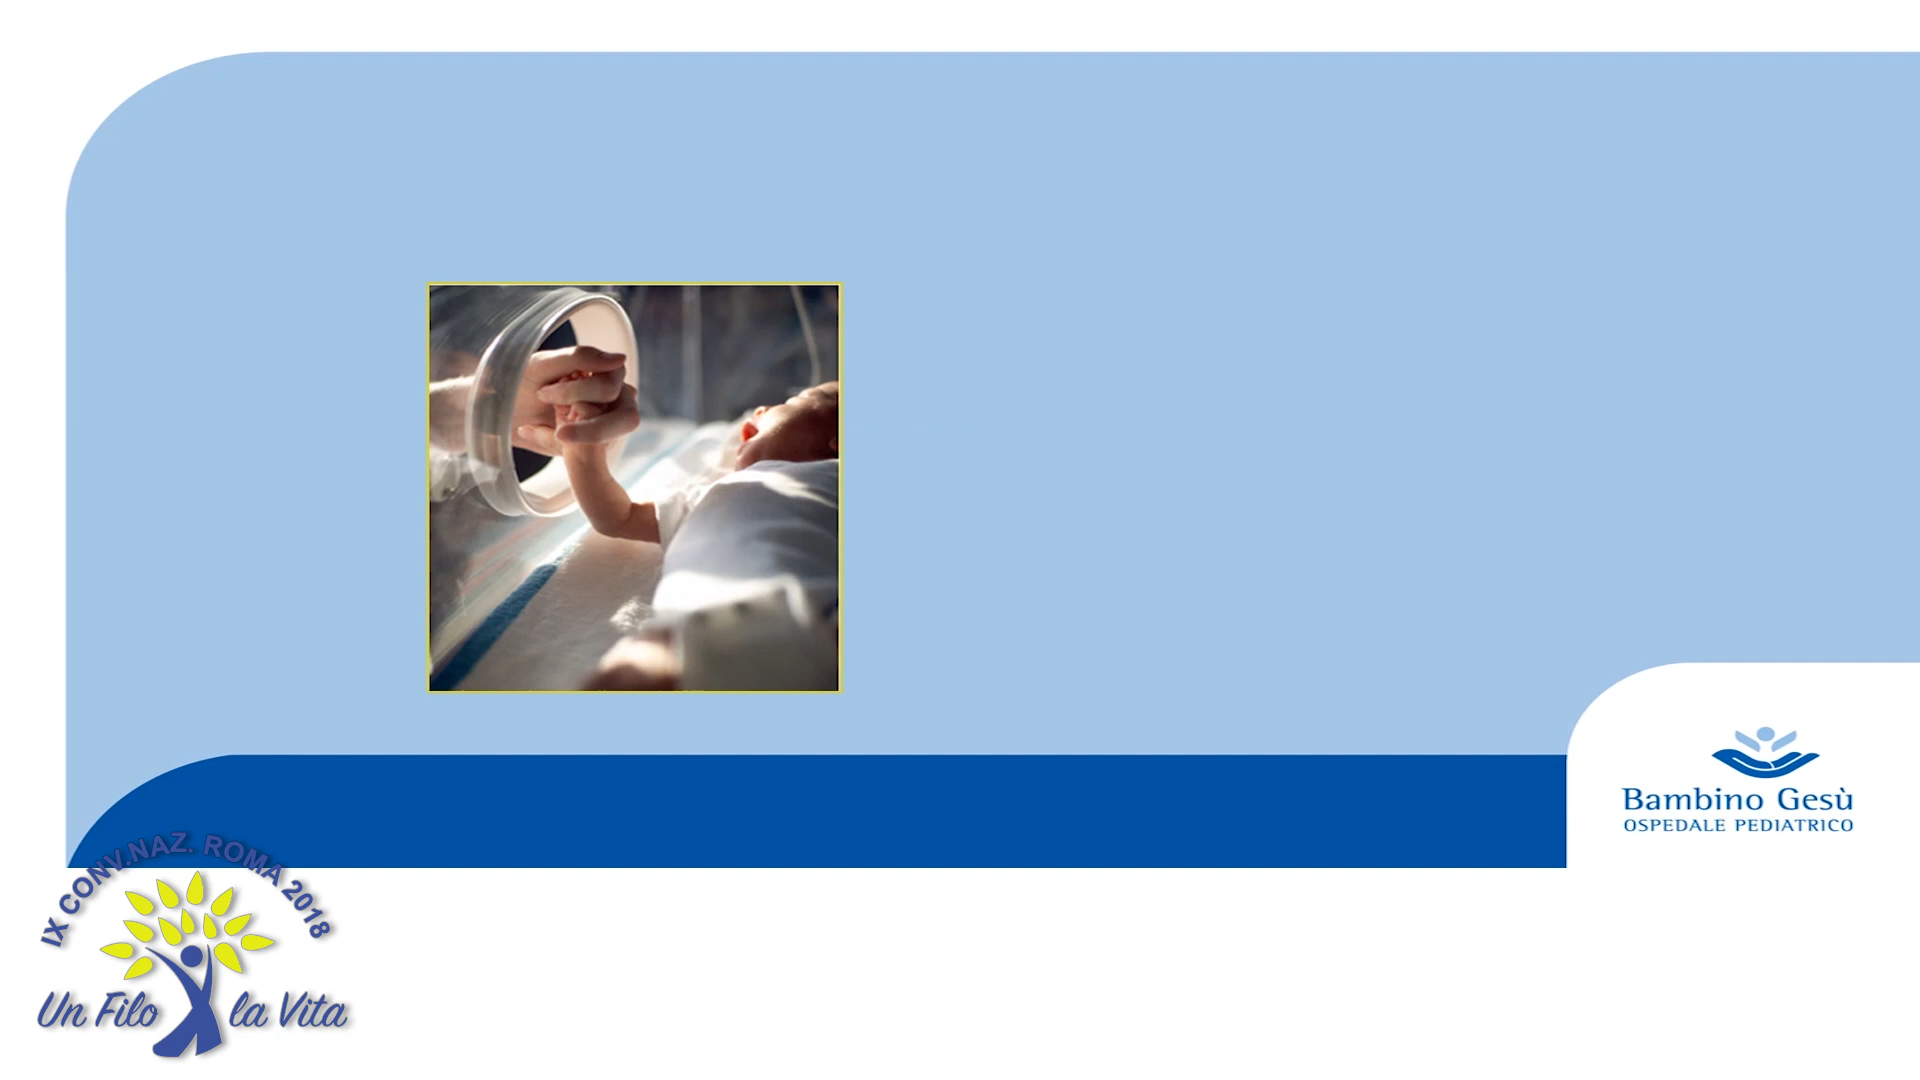 Bambino Gesù
OSPEDALE PEDIATRICO
IX CONV.NAZ. ROMA 2018
Un Filo la Vita